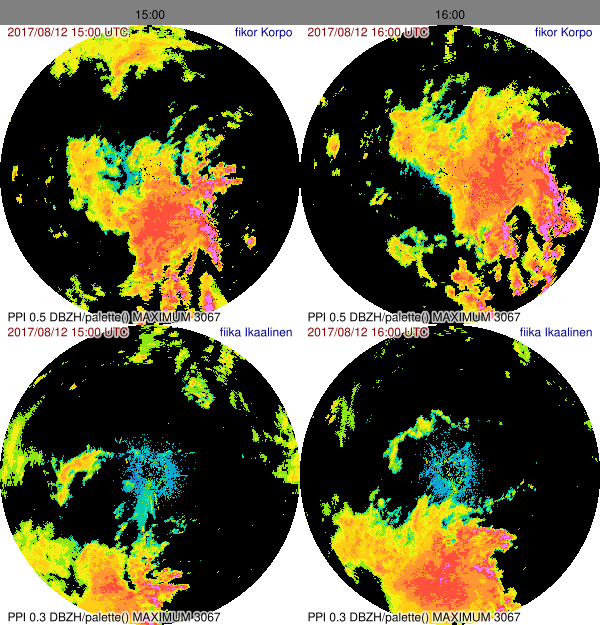 15:00 16:00
2017/08/12 15:00 UTC fikor Korpo 2017/08/12 16:00 UTC fikor Korpo
PPI 0.5 DBZH/palette() MAXIMUM 3067 PPI 0.5 DBZH/palette() MAXIMUM 3067
2017/08/12 15:00 UTC fiika Ikaalinen 2017/08/12 16:00 UTC fiika Ikaalinen
PPI 0.3 DBZH/palette() MAXIMUM 3067 PPI 0.3 DBZH/palette() MAXIMUM 3067